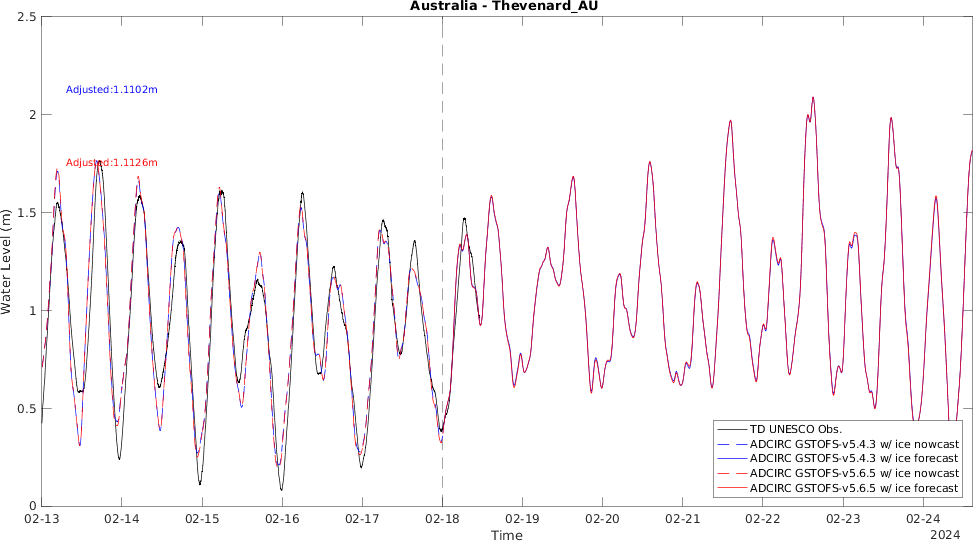 Australia - Thevenard_AU
2.5
2
1.5
1
0.5
0
Water Level (m)
Adjusted:1.1102m
Adjusted:1.1126m
TD UNESCO Obs.
ADCIRC GSTOFS-v5.4.3 w/ ice nowcast
ADCIRC GSTOFS-v5.4.3 w/ ice forecast
ADCIRC GSTOFS-v5.6.5 w/ ice nowcast
ADCIRC GSTOFS-v5.6.5 w/ ice forecast
02-13 02-14 02-15 02-16 02-17 02-18 02-19 02-20 02-21 02-22 02-23 02-24
Time
2024